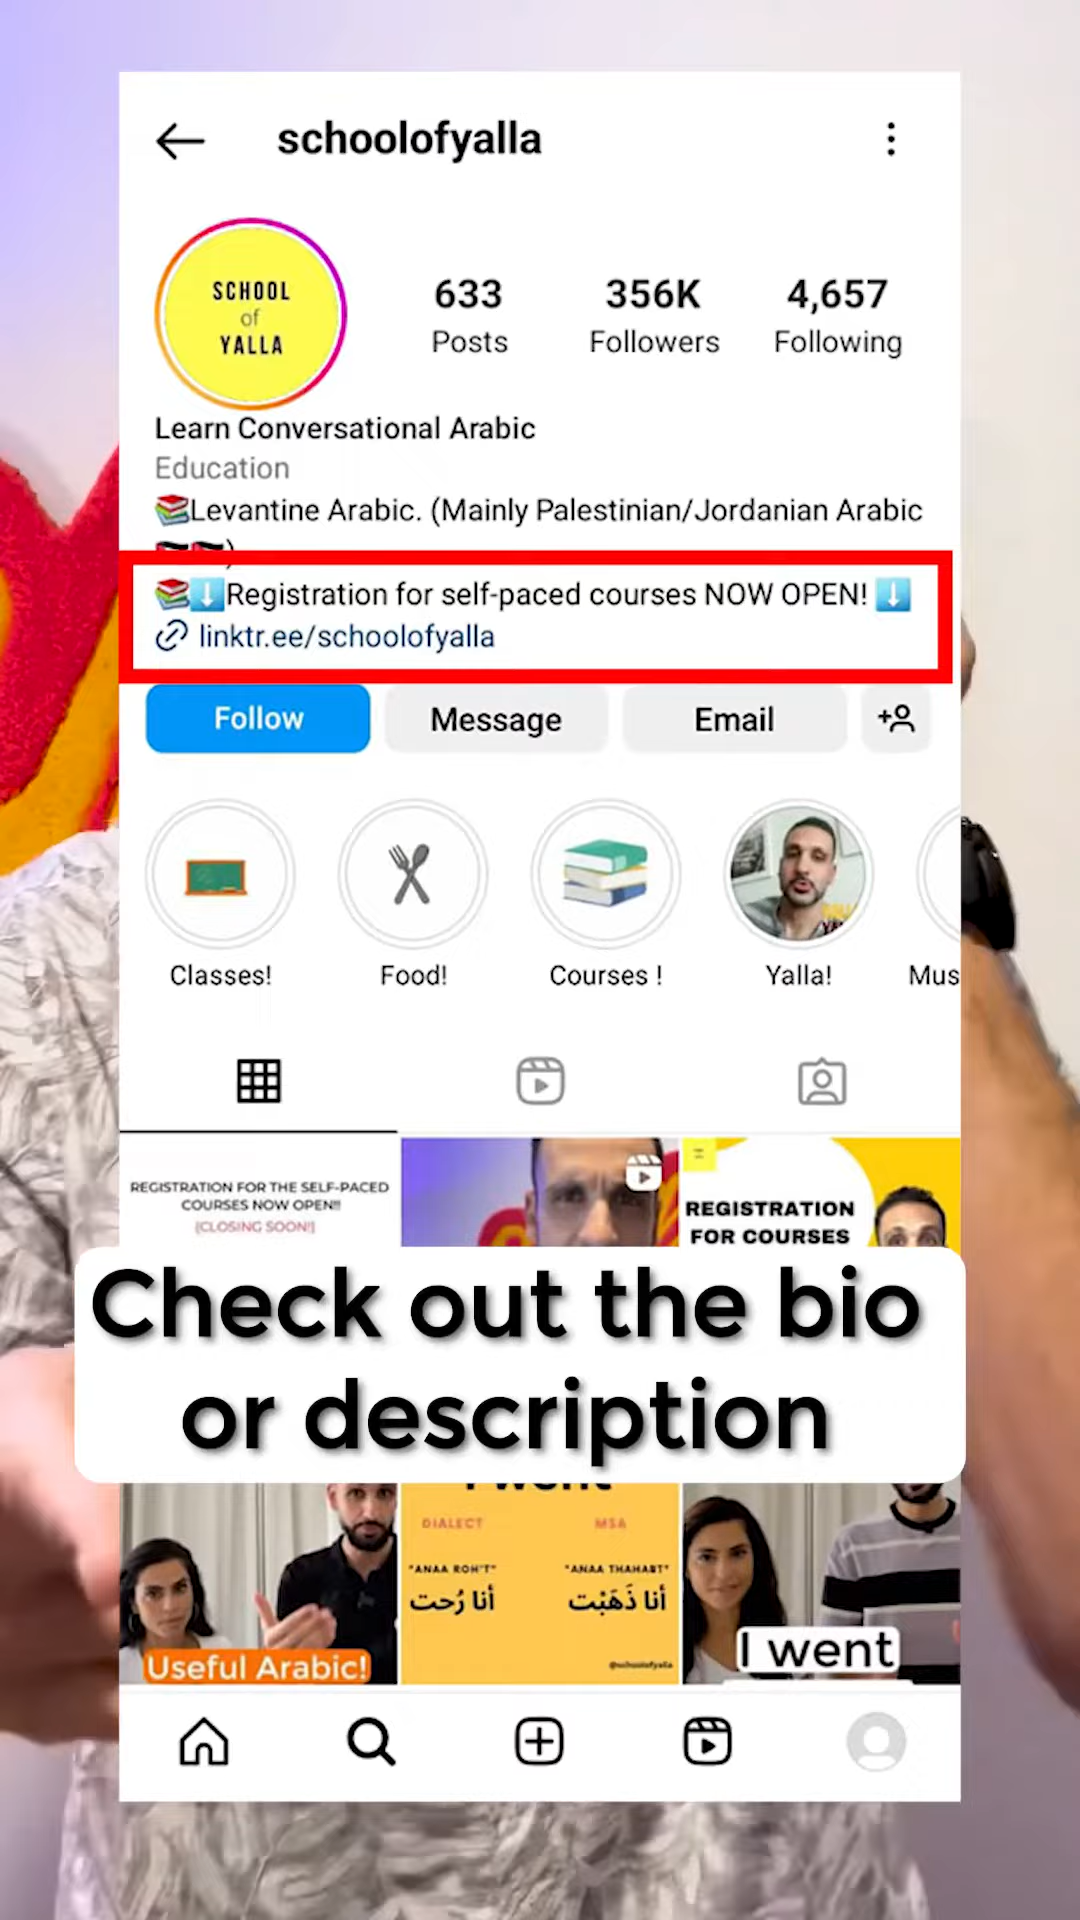 schoolofyalla
SCHOOL
of
YALLA
633
Posts
356K
Followers
4,657
Following
Learn Conversational Arabic
Education
Levantine Arabic. (Mainly Palestinian/Jordanian Arabic
)
Registration for self-paced courses NOW OPEN!
linktr.ee/schoolofyalla
Follow
Message
Email
Classes!
Food!
Courses !
Yalla!
Mus
REGISTRATION FOR THE SELF-PACED
COURSES NOW OPEN!!
(CLOSING SOON!)
REGISTRATION
FOR COURSES
Check out the bio
or description
Useful Arabic!
I went
DIALECT
MSA
"ANAA ROH'T"
"ANAA THAHABT"
أنا رُحت
أنا ذَهَبْت
@schoolofyalla
I went